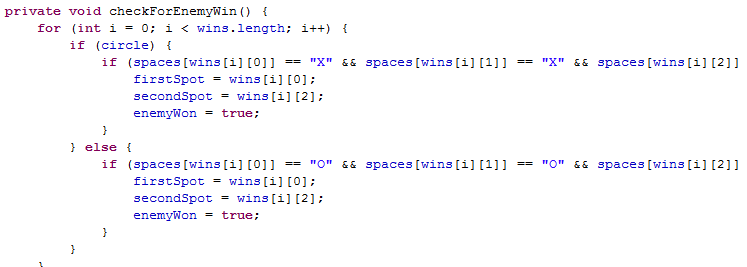 private void checkForEnemyWin() {
    for (int i = 0; i < wins.length; i++) {
        if (circle) {
            if (spaces[wins[i][0]] == "X" && spaces[wins[i][1]] == "X" && spaces[wins[i][2]]
                firstSpot = wins[i][0];
                secondSpot = wins[i][2];
                enemyWon = true;
            }
        } else {
            if (spaces[wins[i][0]] == "O" && spaces[wins[i][1]] == "O" && spaces[wins[i][2]]
                firstSpot = wins[i][0];
                secondSpot = wins[i][2];
                enemyWon = true;
            }
        }
    }